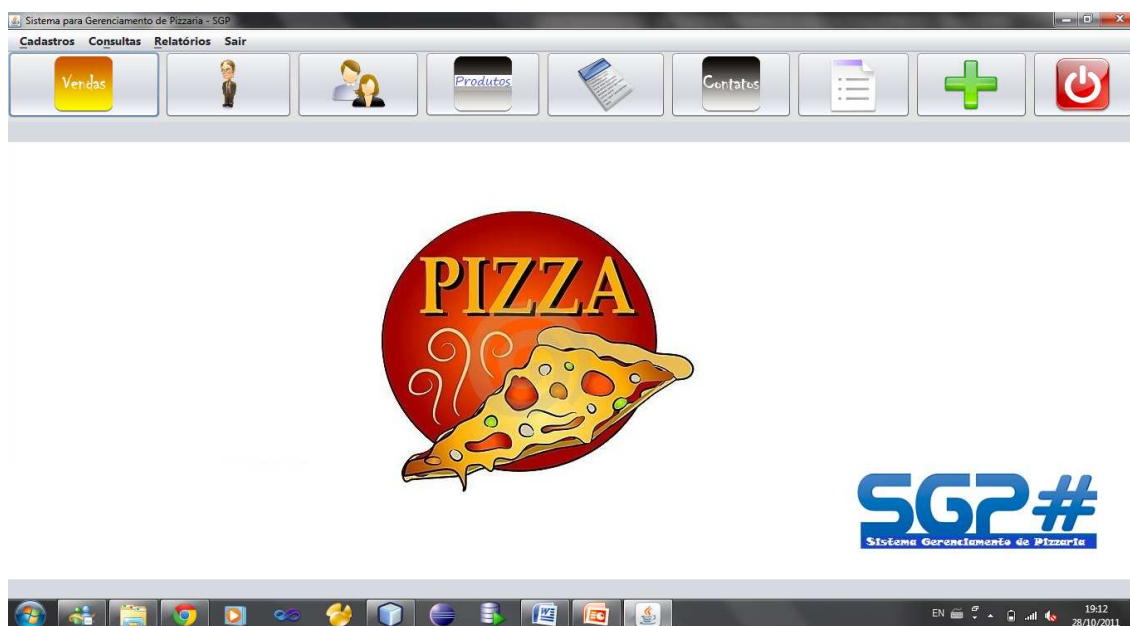 Sistema para Gerenciamento de Pizzaria - SGP
Cadastros Consultas Relatórios Sair
Vendas
Produtos
Contatos
PIZZA
SGP#
Sistema Gerenciamento de Pizzaria
EN
19:12
28/10/2011